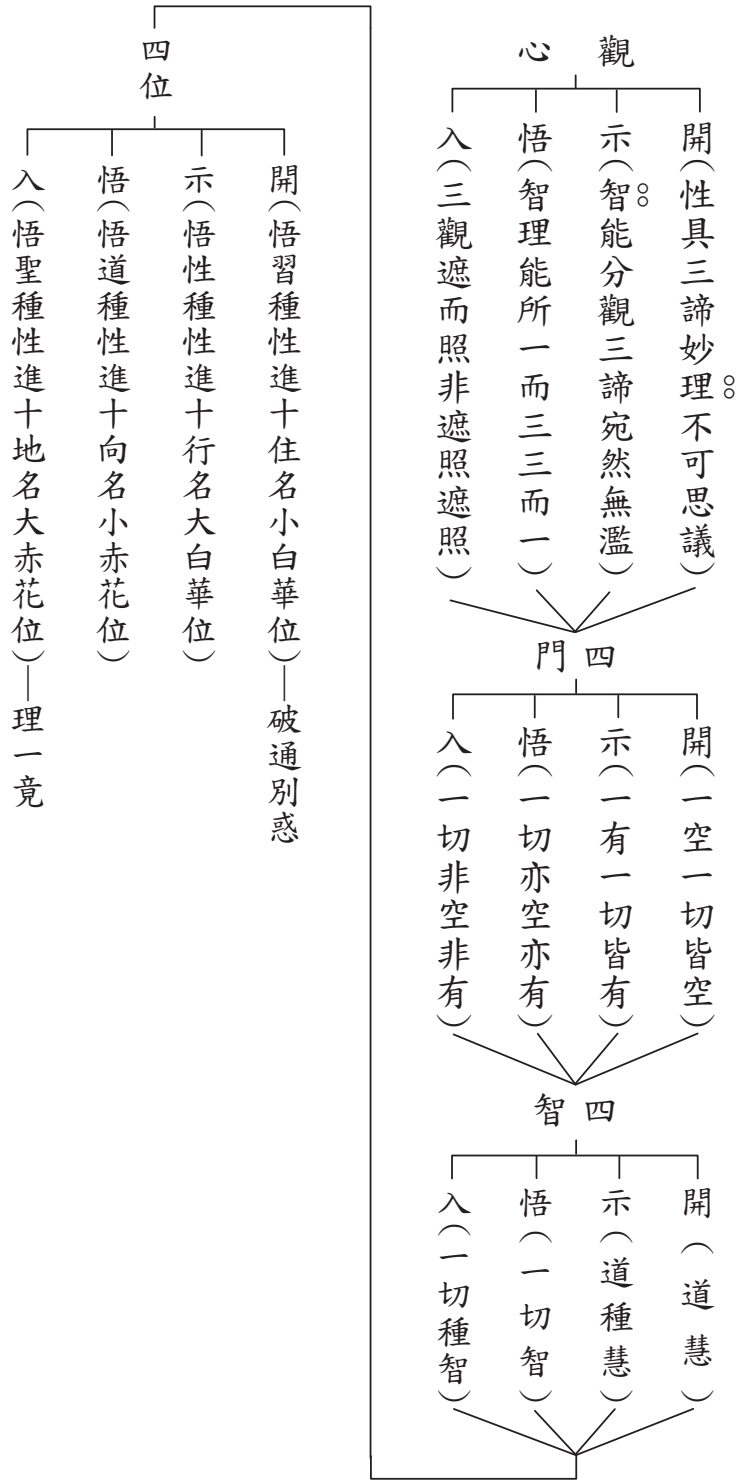 觀心
開（性具三諦妙理不可思議）
示（智能分觀三諦宛然無濫）
悟（智理能所一而三三而一）
入（三觀遮而照非遮照遮照）
四門
開（一空一切皆空）
示（一有一切皆有）
悟（一切亦空亦有）
入（一切非空非有）
四智
開（道慧）
示（道種慧）
悟（一切智）
入（一切種智）
四位
開（悟習種性進十住名小白華位）—破通別惑
示（悟性種性進十行名大白華位）
悟（悟道種性進十向名小赤花位）
入（悟聖種性進十地名大赤花位）—理一竟